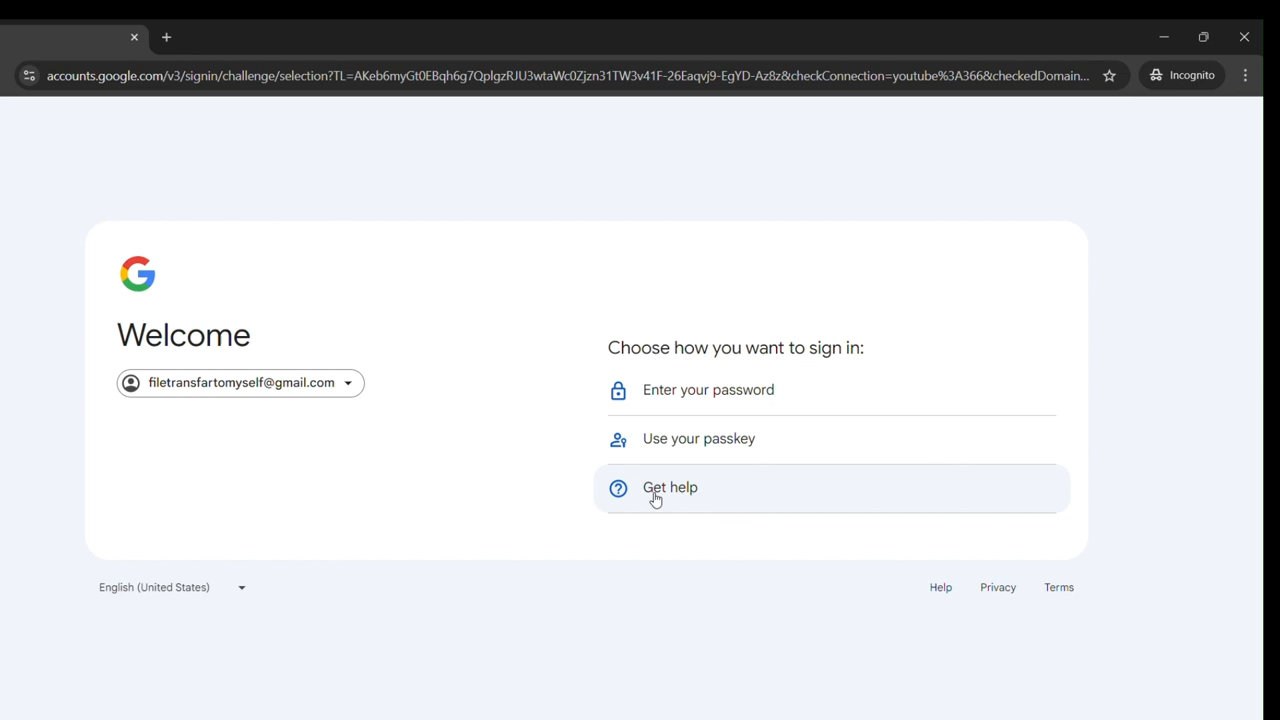 accounts.google.com/v3/signin/challenge/selection?TL=AKeb6myGt0EBqh6g7QplgzRJU3wtaWc0Zjzn31TW3v41F-26Eaqvj9-EgYD-Az8z&checkConnection=youtube%3A366&checkedDomain...
Incognito
Welcome
filetransfartomyself@gmail.com
Choose how you want to sign in:
Enter your password
Use your passkey
Get help
English (United States)
Help
Privacy
Terms